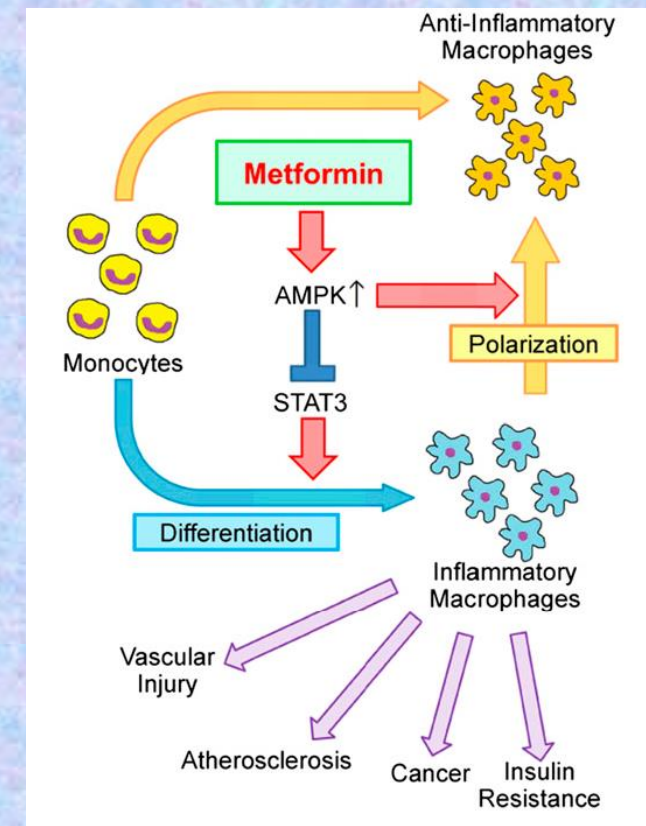 Anti-Inflammatory
Macrophages
Metformin
AMPK↑
Monocytes
Polarization
STAT3
Differentiation
Inflammatory
Macrophages
Vascular
Injury
Atherosclerosis
Cancer
Insulin
Resistance